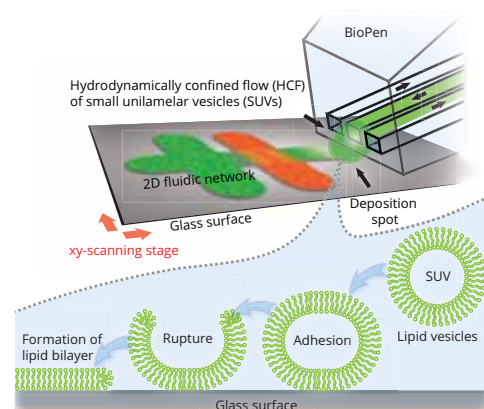 BioPen
Hydrodynamically confined flow (HCF)
of small unilamelar vesicles (SUVs)
2D fluidic network
Deposition
spot
Glass surface
xy-scanning stage
SUV
Lipid vesicles
Adhesion
Rupture
Formation of
lipid bilayer
Glass surface